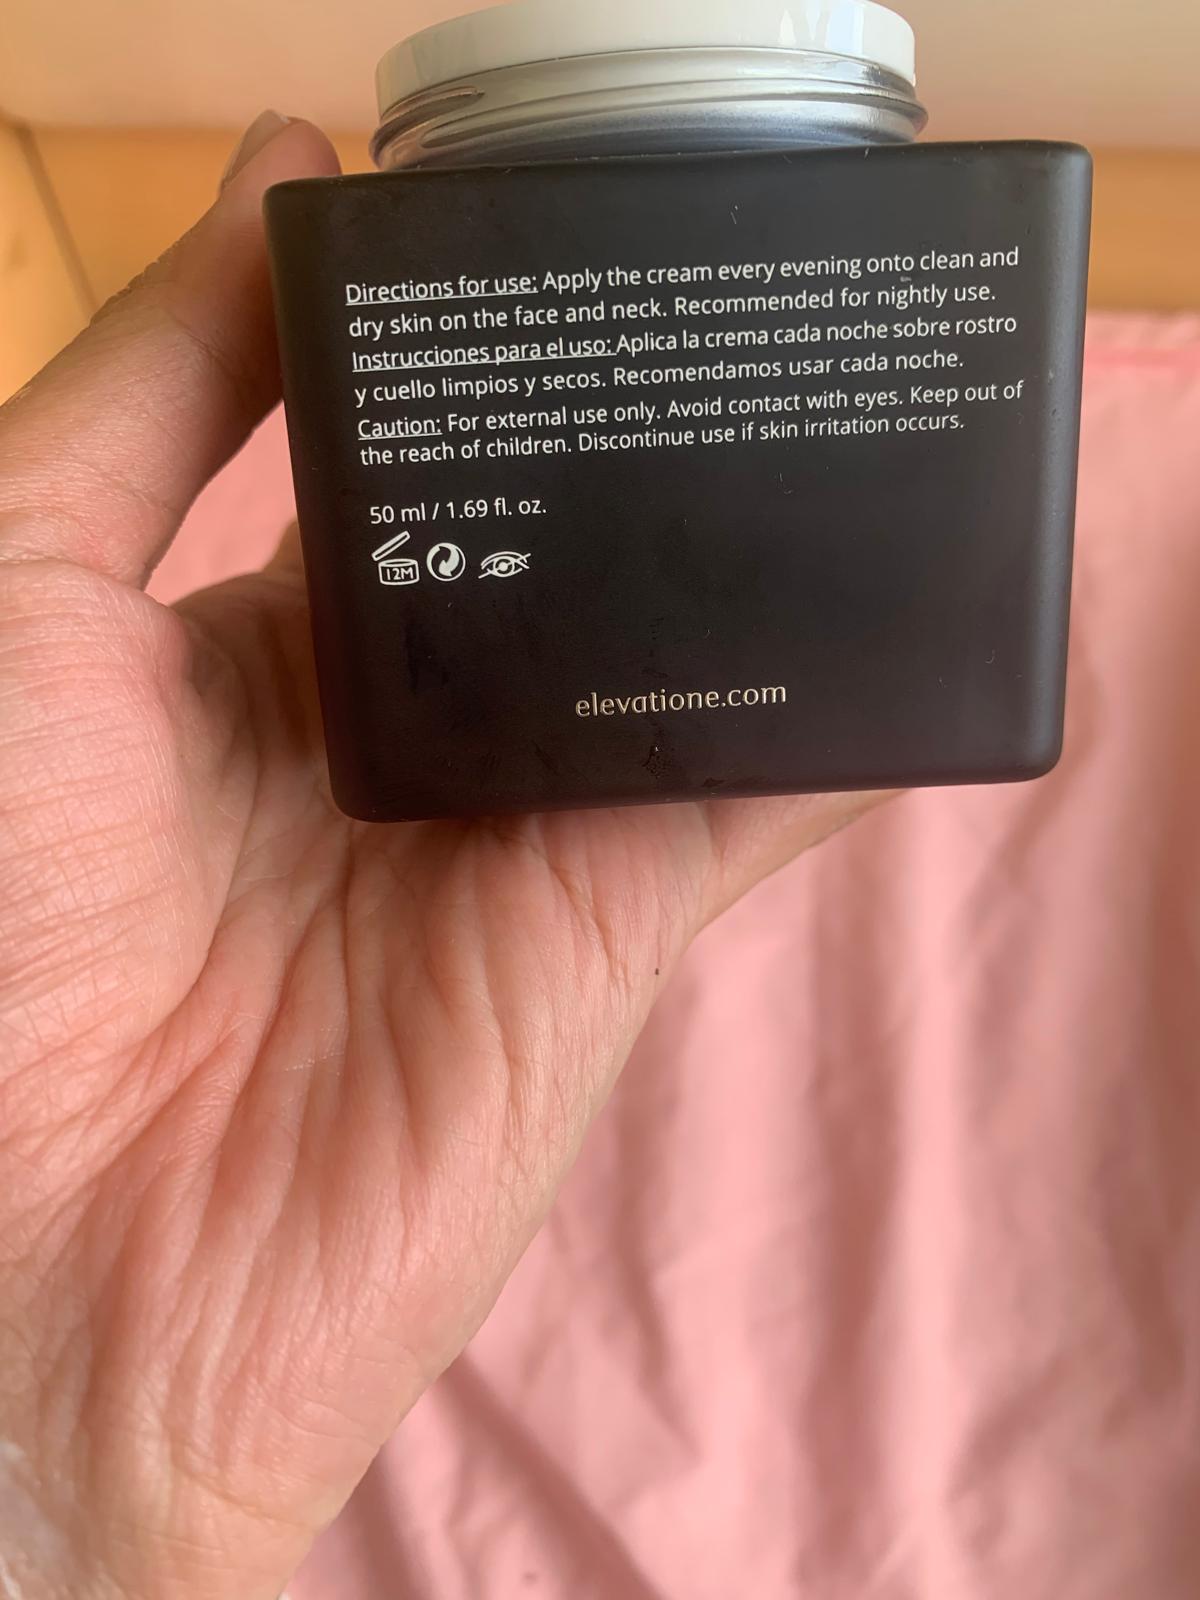 Directions for use: Apply the cream every evening onto clean and
dry skin on the face and neck. Recommended for nightly use.
Instrucciones para el uso: Aplica la crema cada noche sobre rostro
y cuello limpios y secos. Recomendamos usar cada noche.
Caution: For external use only. Avoid contact with eyes. Keep out of
the reach of children. Discontinue use if skin irritation occurs.
50 ml / 1.69 fl. oz.
12M
elevatione.com